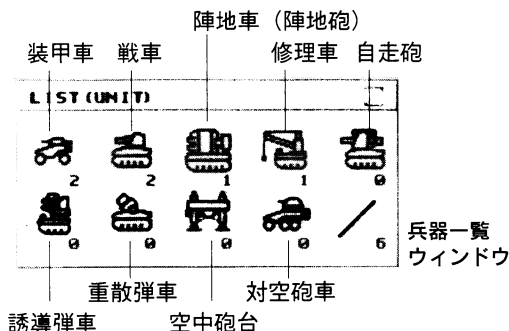 陣地車（陣地砲）
装甲車 戦車 修理車 自走砲
LIST(UNIT)
2 2 1 1 0
0 0 0 0 6
兵器一覧
ウィンドウ
重散弾車 対空砲車
誘導弾車 空中砲台